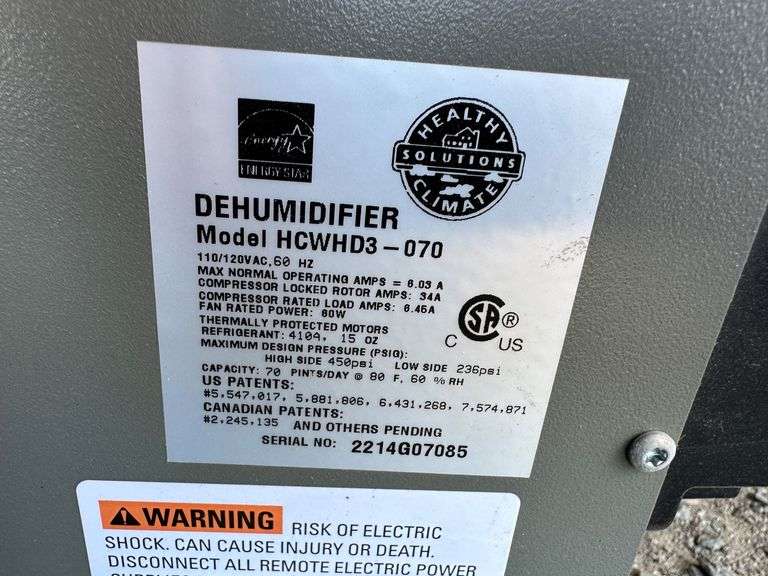 energy
ENERGY STAR
HEALTHY
SOLUTIONS
CLIMATE
DEHUMIDIFIER
Model HCWHD3-070
110/120VAC, 60 HZ
MAX NORMAL OPERATING AMPS = 6.03 A
COMPRESSOR LOCKED ROTOR AMPS: 34A
COMPRESSOR RATED LOAD AMPS: 6.45A
FAN RATED POWER: 60W
THERMALLY PROTECTED MOTORS
REFRIGERANT: 410A, 15 OZ
MAXIMUM DESIGN PRESSURE (PSIG):
HIGH SIDE 450psi LOW SIDE 236psi
CAPACITY: 70 PINTS/DAY @ 80 F, 60 % RH
US PATENTS:
#5,547,017, 5,881,806, 6,431,268, 7,574,871
CANADIAN PATENTS:
#2,245,135 AND OTHERS PENDING
SERIAL NO: 2214G07085
C SA ® US
WARNING RISK OF ELECTRIC
SHOCK. CAN CAUSE INJURY OR DEATH.
DISCONNECT ALL REMOTE ELECTRIC POWER